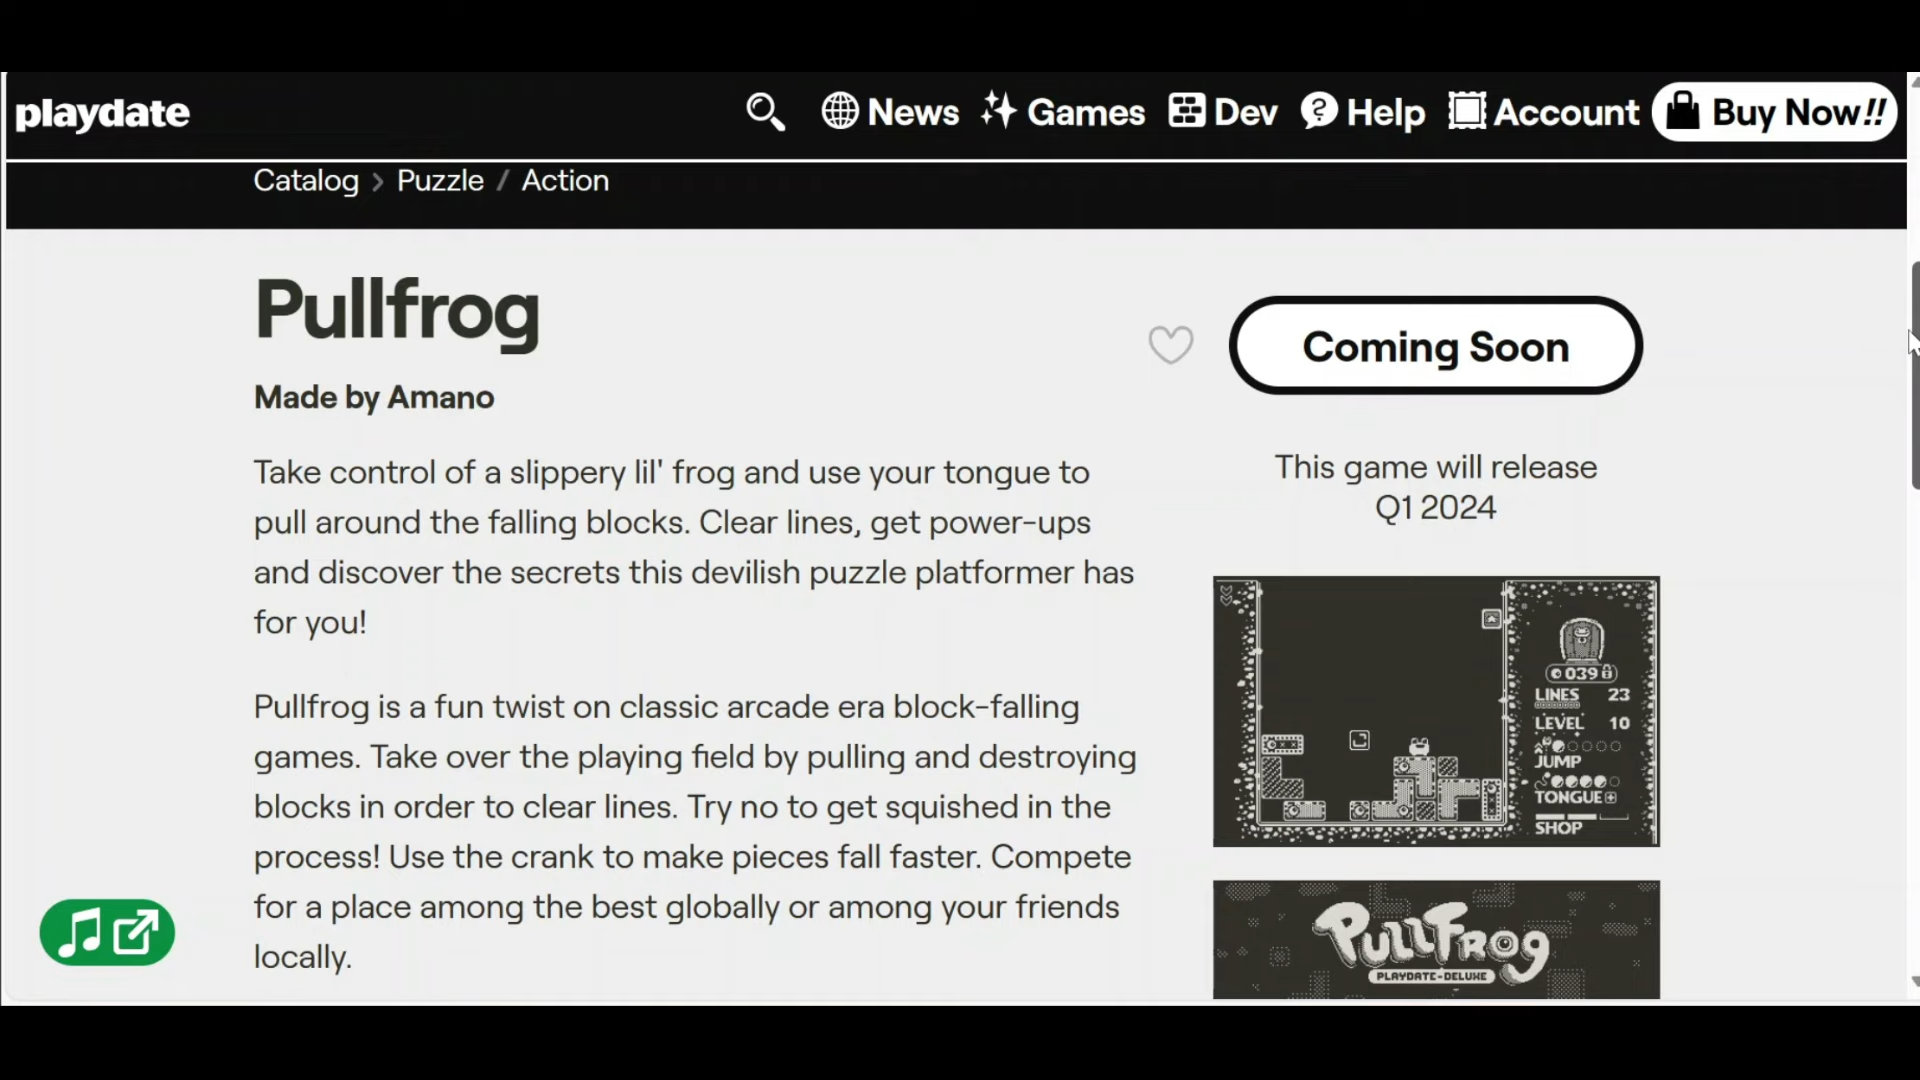 playdate
News
Games
Dev
Help
Account
Buy Now!!
Catalog > Puzzle / Action
Pullfrog
Made by Amano
Take control of a slippery lil' frog and use your tongue to
pull around the falling blocks. Clear lines, get power-ups
and discover the secrets this devilish puzzle platformer has
for you!
Pullfrog is a fun twist on classic arcade era block-falling
games. Take over the playing field by pulling and destroying
blocks in order to clear lines. Try no to get squished in the
process! Use the crank to make pieces fall faster. Compete
for a place among the best globally or among your friends
locally.
Coming Soon
This game will release
Q1 2024
039
LINES 23
LEVEL 10
JUMP
TONGUE
SHOP
PULLFROG
PLAYDATE-DELUXE